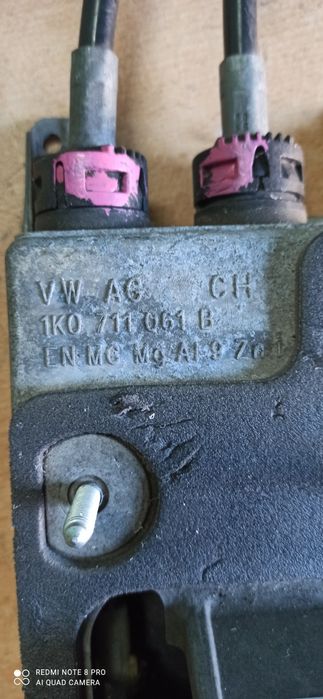 VW AG CH
1K0 711 061 B
EN-MC Mg Al 9 Zn 1
REDMI NOTE 8 PRO
AI QUAD CAMERA